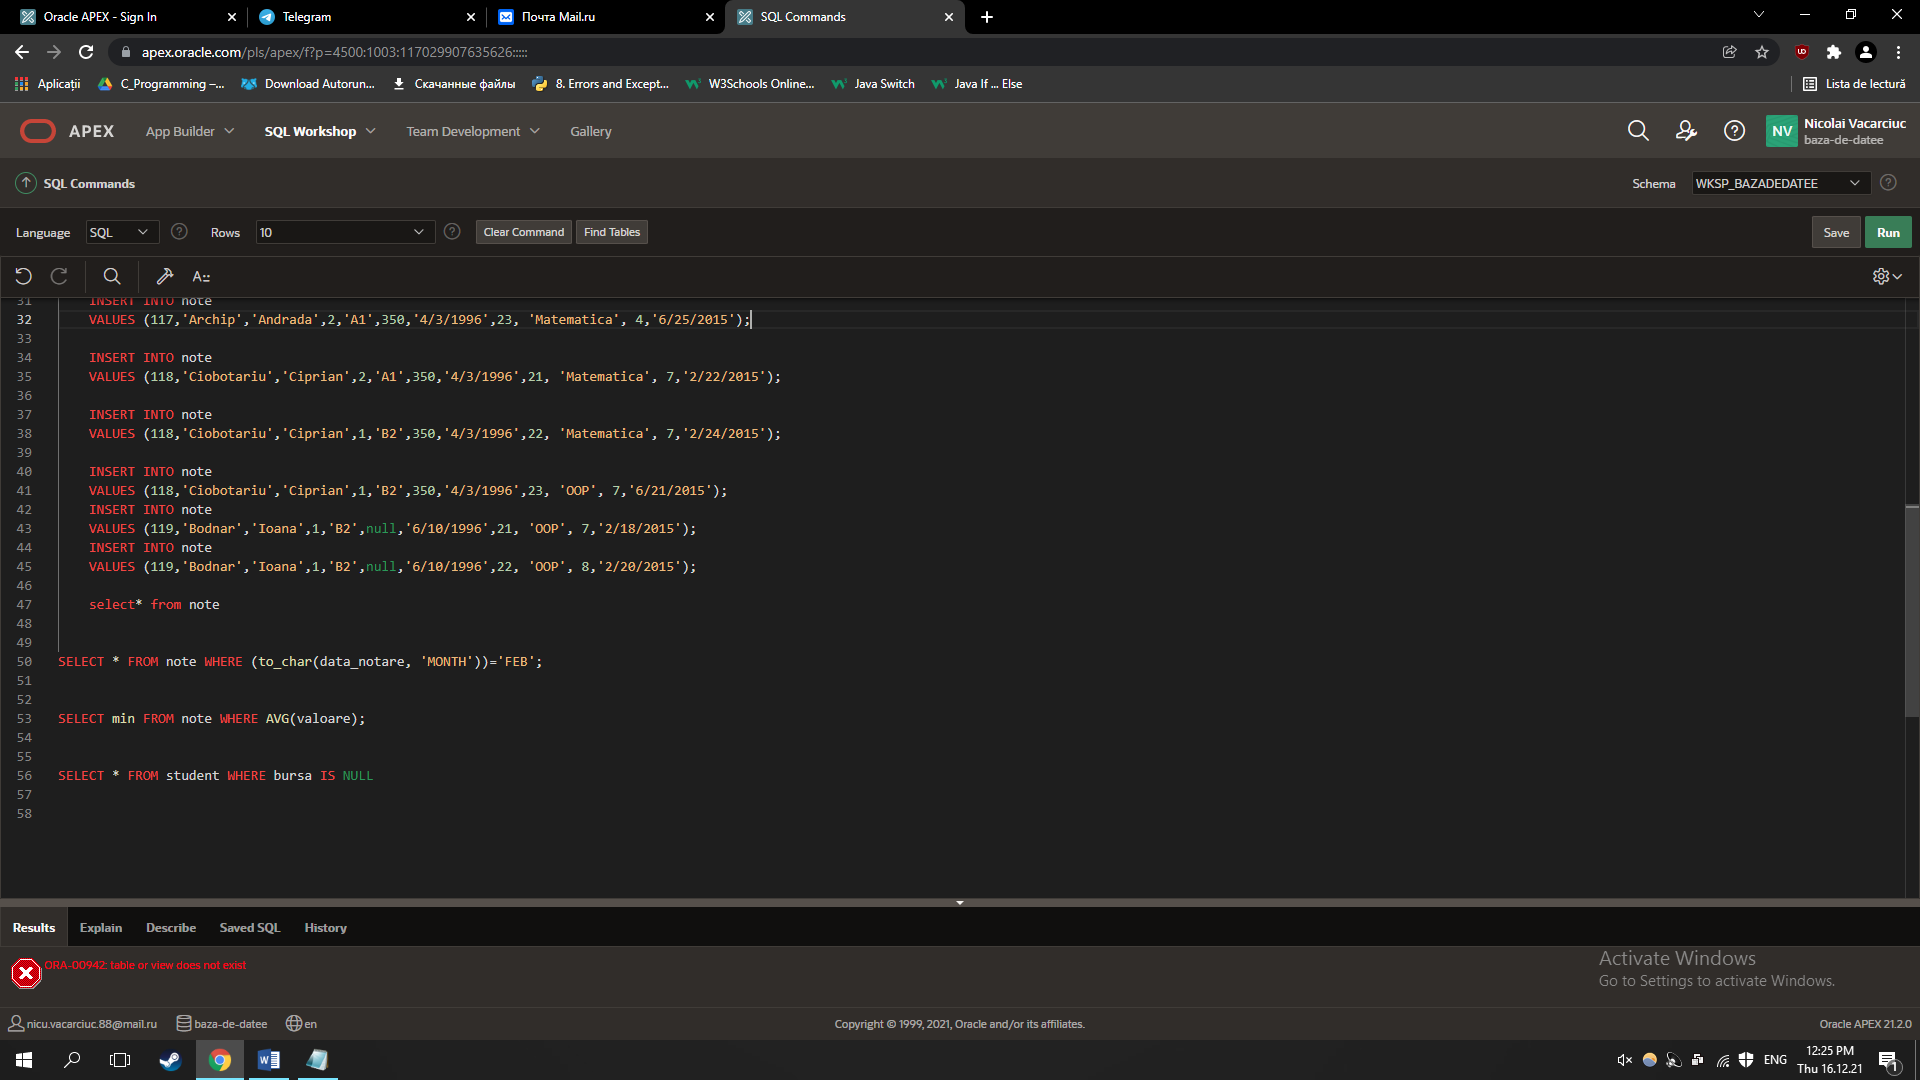 Oracle APEX - Sign In
Telegram
Почта Mail.ru
SQL Commands
apex.oracle.com/pls/apex/f?p=4500:1003:117029907635626:::::
Aplicații
C_Programming –...
Download Autorun...
Скачанные файлы
8. Errors and Except...
W3Schools Online...
Java Switch
Java If ... Else
Lista de lectură
APEX
App Builder
SQL Workshop
Team Development
Gallery
NV
Nicolai Vacarciuc
baza-de-datee
SQL Commands
Schema
WKSP_BAZADEDATEE
Language
SQL
Rows
10
Clear Command
Find Tables
Save
Run
31 INSERT INTO note
32 VALUES (117,'Archip','Andrada',2,'A1',350,'4/3/1996',23, 'Matematica', 4,'6/25/2015');
33
34 INSERT INTO note
35 VALUES (118,'Ciobotariu','Ciprian',2,'A1',350,'4/3/1996',21, 'Matematica', 7,'2/22/2015');
36
37 INSERT INTO note
38 VALUES (118,'Ciobotariu','Ciprian',1,'B2',350,'4/3/1996',22, 'Matematica', 7,'2/24/2015');
39
40 INSERT INTO note
41 VALUES (118,'Ciobotariu','Ciprian',1,'B2',350,'4/3/1996',23, 'OOP', 7,'6/21/2015');
42 INSERT INTO note
43 VALUES (119,'Bodnar','Ioana',1,'B2',null,'6/10/1996',21, 'OOP', 7,'2/18/2015');
44 INSERT INTO note
45 VALUES (119,'Bodnar','Ioana',1,'B2',null,'6/10/1996',22, 'OOP', 8,'2/20/2015');
46
47 select* from note
48
49
50 SELECT * FROM note WHERE (to_char(data_notare, 'MONTH'))='FEB';
51
52
53 SELECT min FROM note WHERE AVG(valoare);
54
55
56 SELECT * FROM student WHERE bursa IS NULL
57
58
Results
Explain
Describe
Saved SQL
History
ORA-00942: table or view does not exist
Activate Windows
Go to Settings to activate Windows.
nicu.vacarciuc.88@mail.ru
baza-de-datee
en
Copyright © 1999, 2021, Oracle and/or its affiliates.
Oracle APEX 21.2.0
ENG
12:25 PM
Thu 16.12.21
1